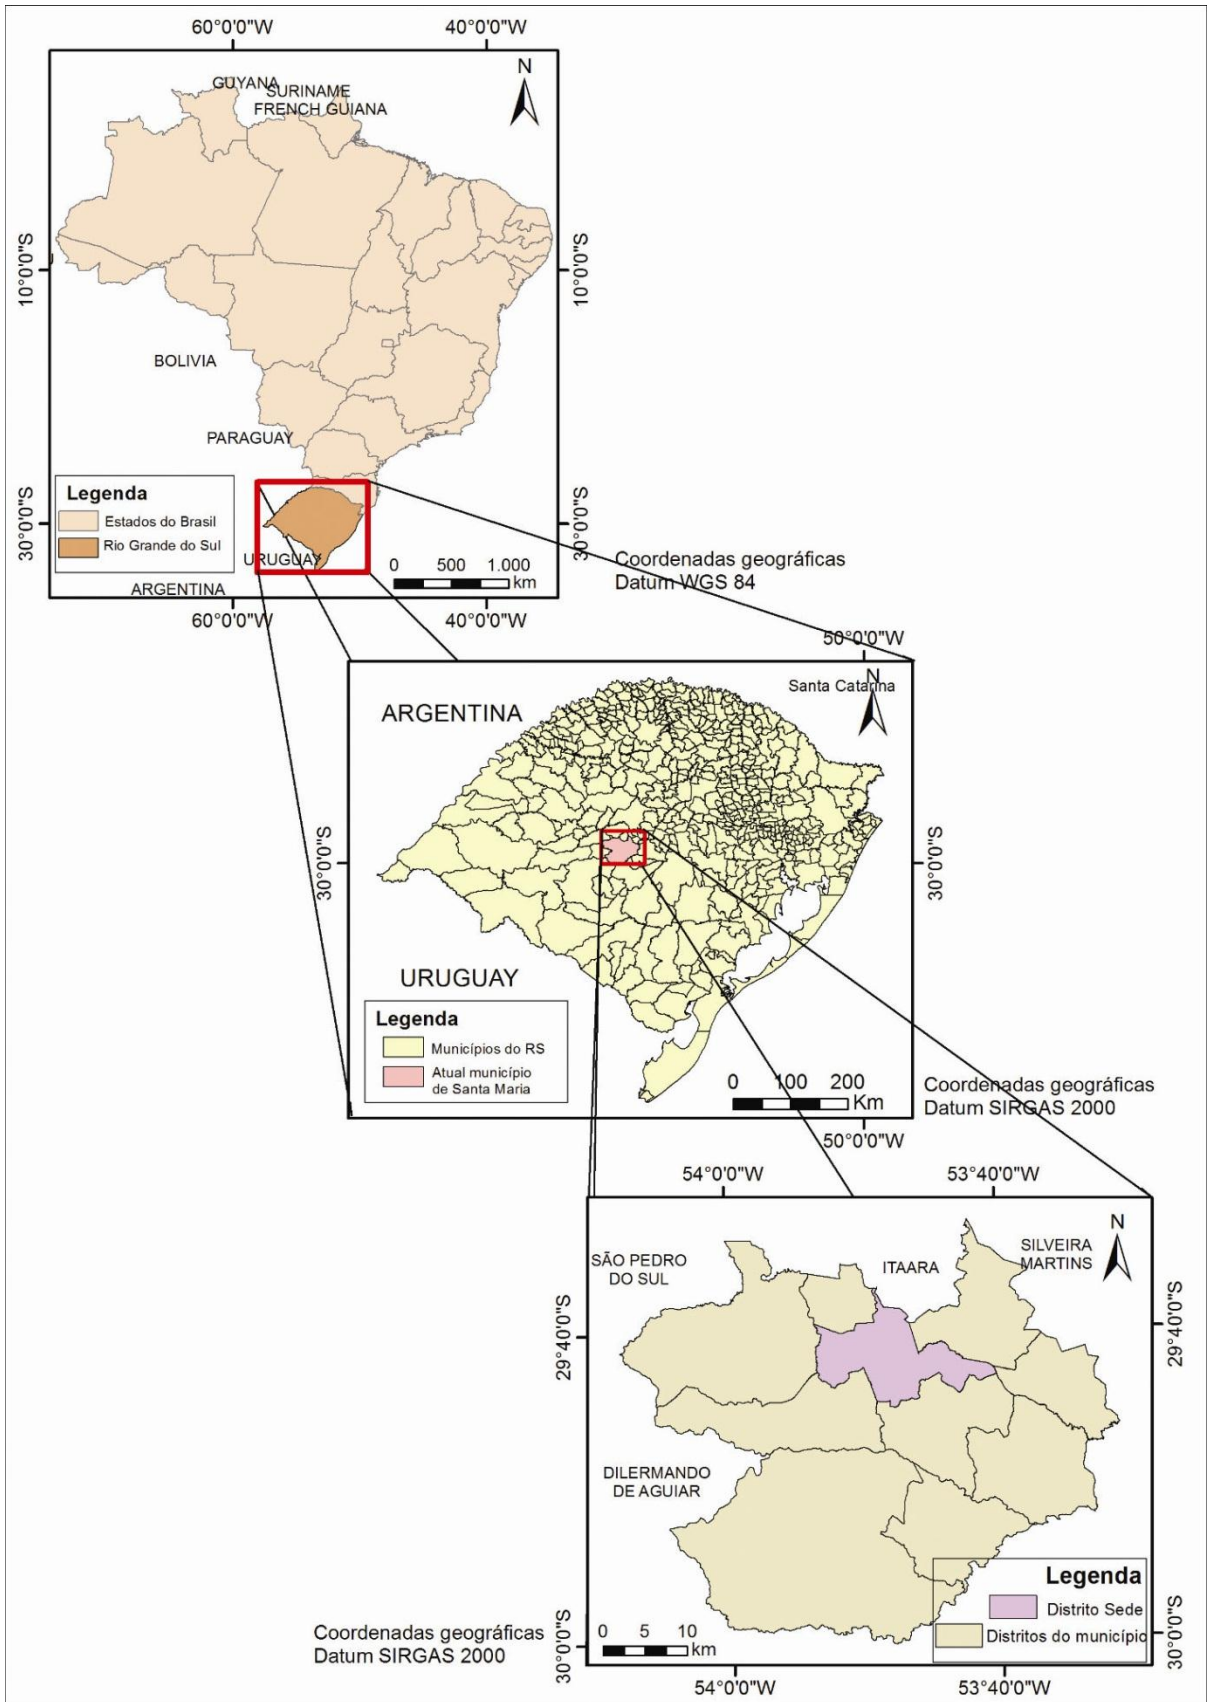 60°0'0"W 40°0'0"W
N
GUYANA
SURINAME
FRENCH GUIANA
10°0'0"S
10°0'0"S
BOLIVIA
PARAGUAY
Legenda
Estados do Brasil
Rio Grande do Sul
30°0'0"S
30°0'0"S
URUGUAY
ARGENTINA
0 500 1.000
km
60°0'0"W 40°0'0"W
Coordenadas geográficas
Datum WGS 84
50°0'0"W
N
Santa Catarina
ARGENTINA
30°0'0"S
30°0'0"S
URUGUAY
Legenda
Municípios do RS
Atual município
de Santa Maria
0 100 200
Km
50°0'0"W
Coordenadas geográficas
Datum SIRGAS 2000
54°0'0"W 53°40'0"W
N
SÃO PEDRO
DO SUL
ITAARA
SILVEIRA
MARTINS
29°40'0"S
29°40'0"S
DILERMANDO
DE AGUIAR
Legenda
Distrito Sede
Distritos do município
0 5 10
km
30°0'0"S
30°0'0"S
54°0'0"W 53°40'0"W
Coordenadas geográficas
Datum SIRGAS 2000